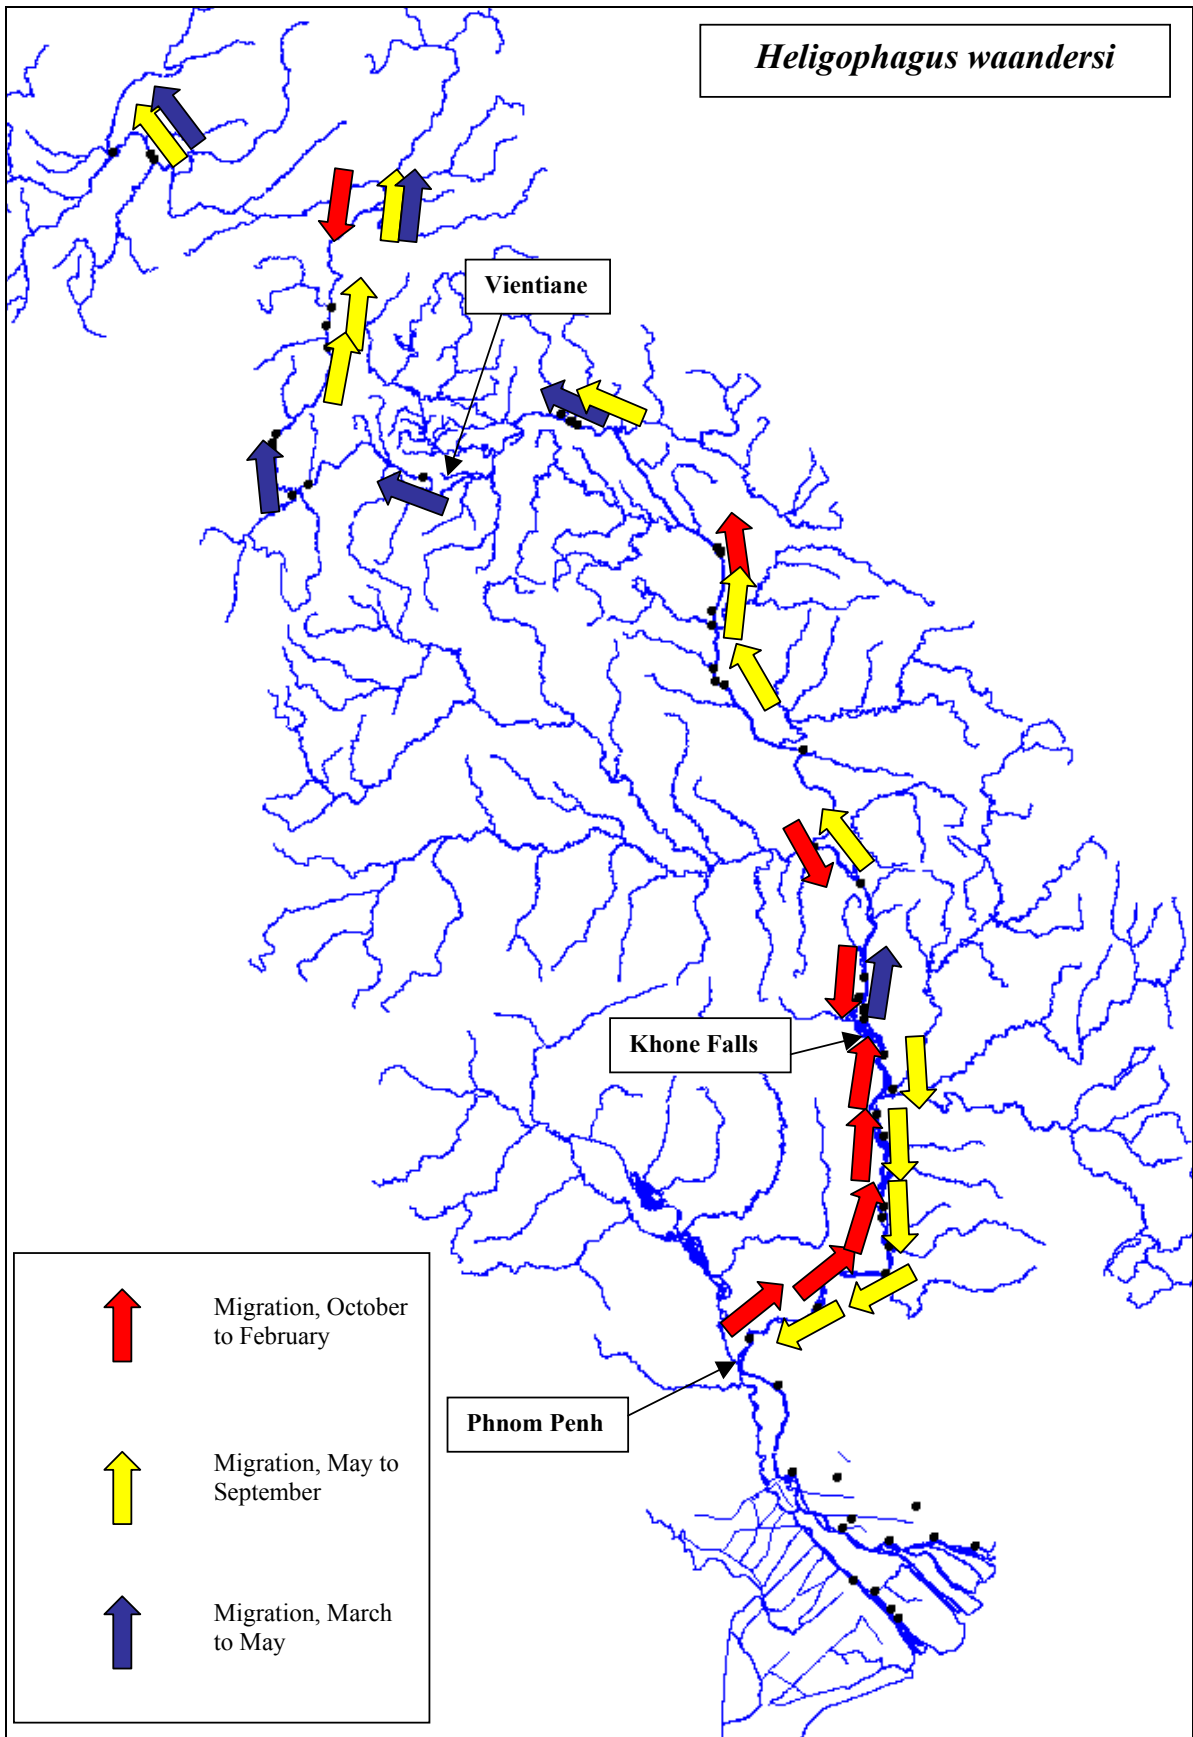 Heligophagus waandersi
Vientiane
Khone Falls
Phnom Penh
Migration, October
to February
Migration, May to
September
Migration, March
to May